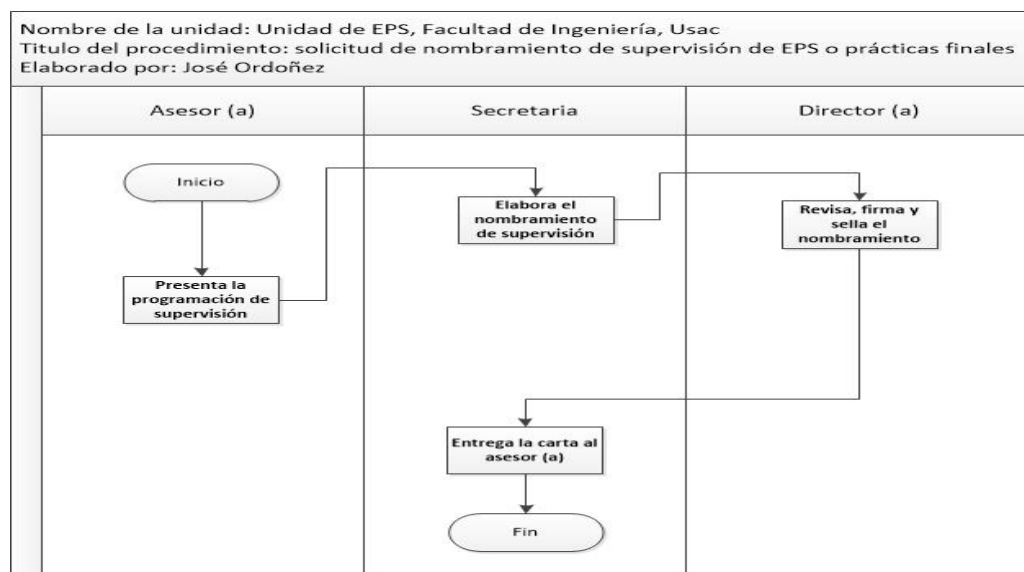 Nombre de la unidad: Unidad de EPS, Facultad de Ingeniería, Usac
Titulo del procedimiento: solicitud de nombramiento de supervisión de EPS o prácticas finales
Elaborado por: José Ordoñez
Asesor (a)
Secretaria
Director (a)
Inicio
Presenta la
programación de
supervisión
Elabora el
nombramiento
de supervisión
Revisa, firma y
sella el
nombramiento
Entrega la carta al
asesor (a)
Fin